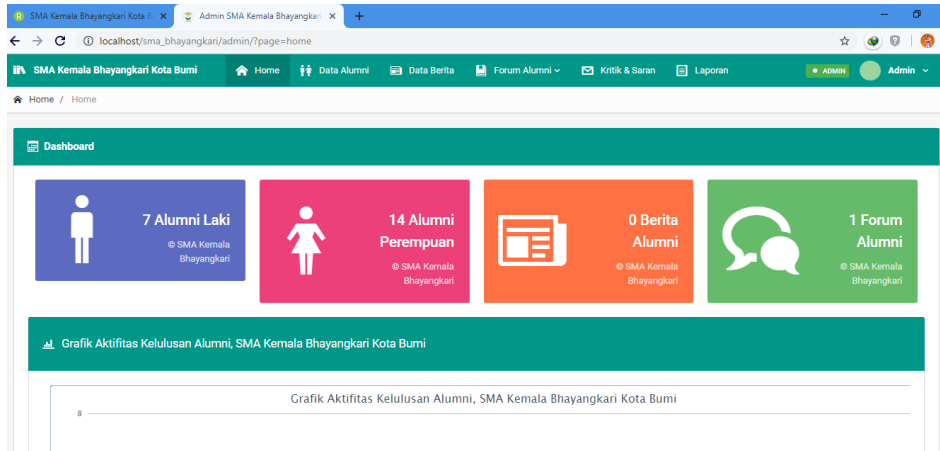 SMA Kemala Bhayangkari Kota B
Admin SMA Kemala Bhayangkari
localhost/sma_bhayangkari/admin/?page=home
SMA Kemala Bhayangkari Kota Bumi
Home
Data Alumni
Data Berita
Forum Alumni
Kritik & Saran
Laporan
ADMIN
Admin
Home / Home
Dashboard
7 Alumni Laki
© SMA Kemala
Bhayangkari
14 Alumni
Perempuan
© SMA Kemala
Bhayangkari
0 Berita
Alumni
© SMA Kemala
Bhayangkari
1 Forum
Alumni
© SMA Kemala
Bhayangkari
Grafik Aktifitas Kelulusan Alumni, SMA Kemala Bhayangkari Kota Bumi
Grafik Aktifitas Kelulusan Alumni, SMA Kemala Bhayangkari Kota Bumi
8